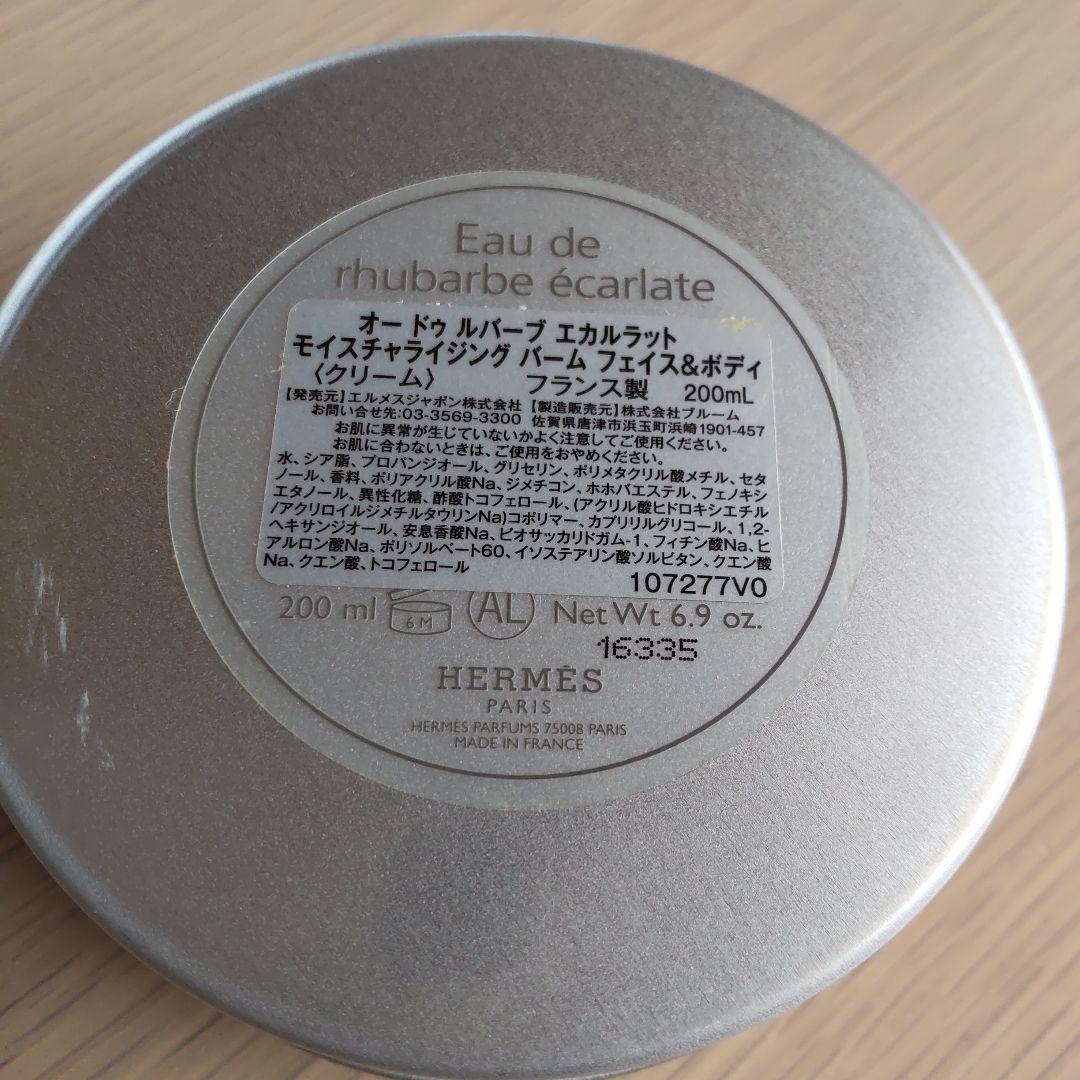 Eau de
rhubarbe écarlate
オー ドゥ ルバーブ エカルラット
モイスチャライジング バーム フェイス&ボディ
〈クリーム〉 フランス製 200mL
【発売元】エルメスジャポン株式会社 【製造販売元】株式会社ブルーム
お問い合せ先:03-3569-3300 佐賀県唐津市浜玉町浜崎1901-457
お肌に異常が生じていないかよく注意してご使用ください。
お肌に合わないときは、ご使用をおやめください。
水、シア脂、プロパンジオール、グリセリン、ポリメタクリル酸メチル、セタ
ノール、香料、ポリアクリル酸Na、ジメチコン、ホホバエステル、フェノキシ
エタノール、異性化糖、酢酸トコフェロール、(アクリル酸ヒドロキシエチル
/アクリロイルジメチルタウリンNa)コポリマー、カプリリルグリコール、1,2-
ヘキサンジオール、安息香酸Na、ビオサッカリドガム-1、フィチン酸Na、ヒ
アルロン酸Na、ポリソルベート60、イソステアリン酸ソルビタン、クエン酸
Na、クエン酸、トコフェロール
107277V0
200 ml 6M AL Net Wt 6.9 oz.
16335
HERMÈS
PARIS
HERMES PARFUMS 75008 PARIS
MADE IN FRANCE